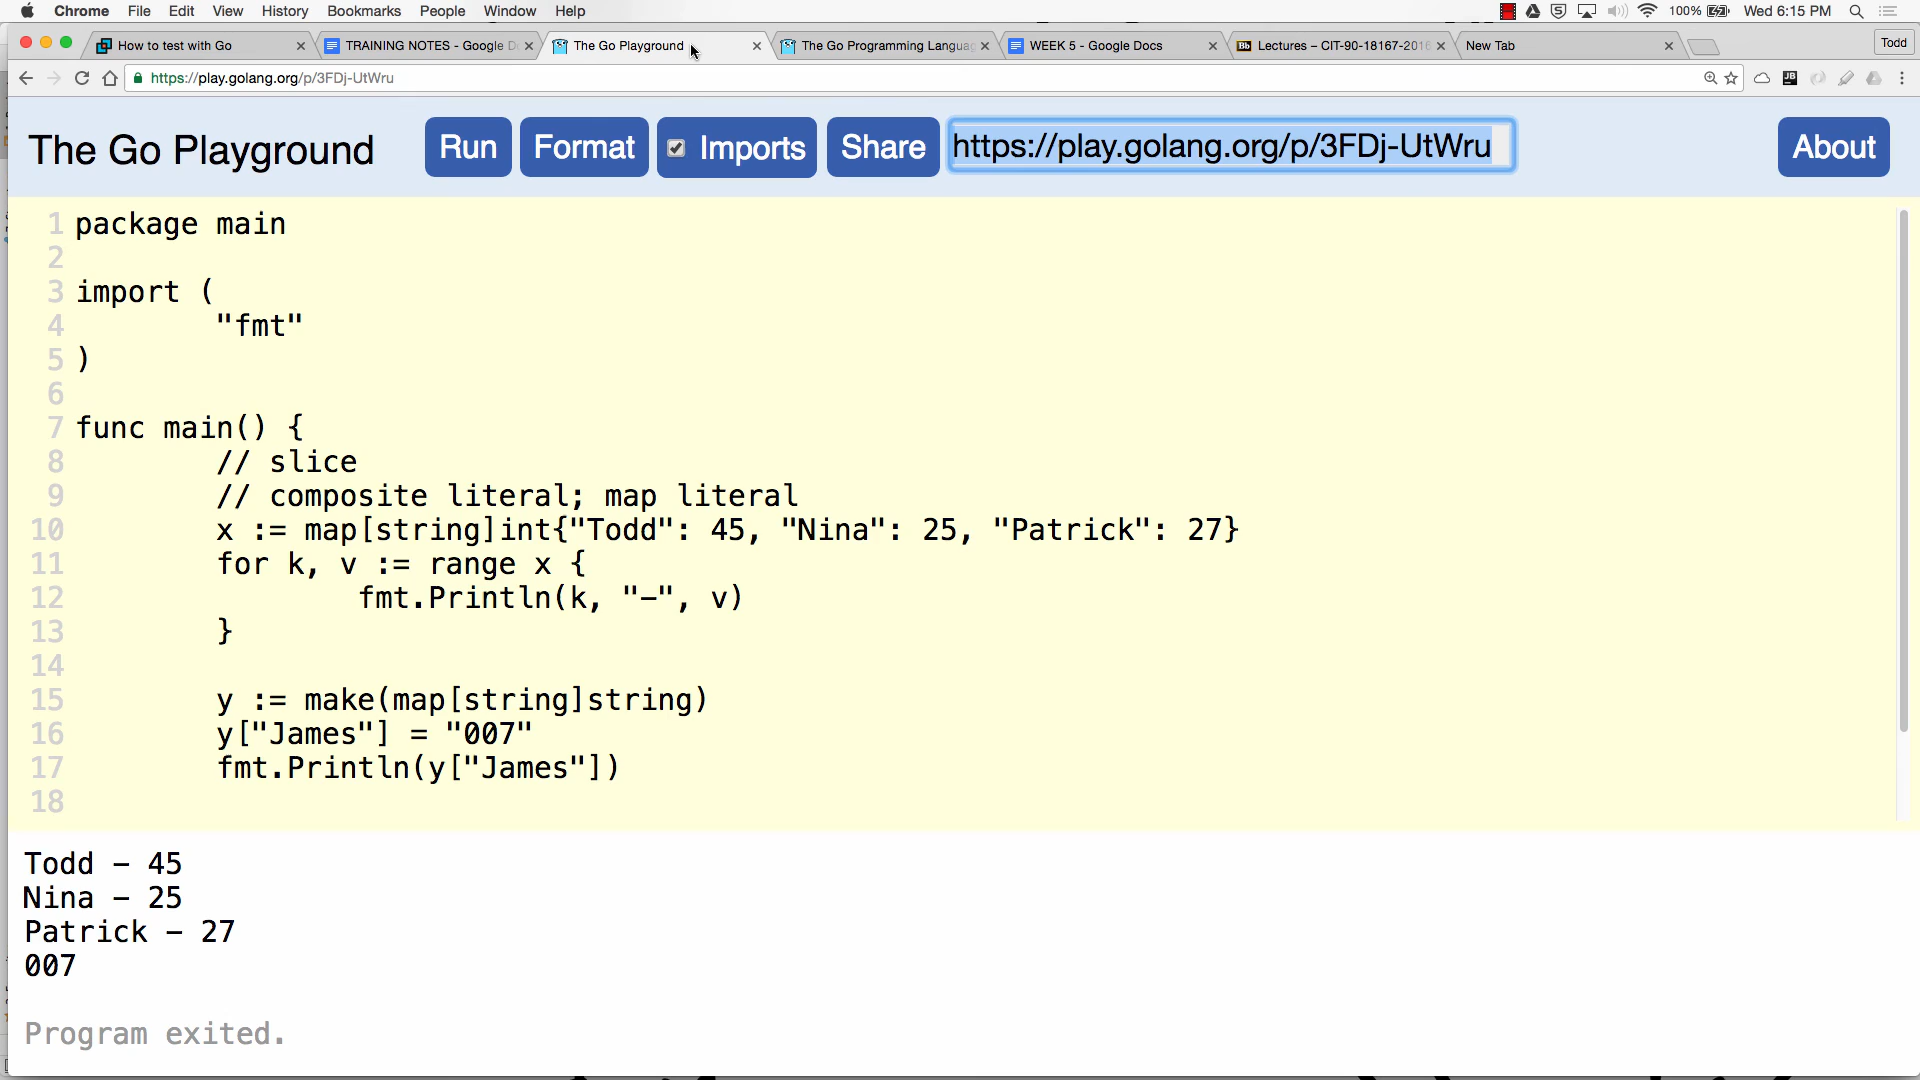 Chrome File Edit View History Bookmarks People Window Help 100% Wed 6:15 PM
How to test with Go TRAINING NOTES - Google D The Go Playground The Go Programming Langua WEEK 5 - Google Docs Lectures – CIT-90-18167-201 New Tab Todd
https://play.golang.org/p/3FDj-UtWru
The Go Playground Run Format Imports Share https://play.golang.org/p/3FDj-UtWru About
1 package main
2
3 import (
4 "fmt"
5 )
6
7 func main() {
8 // slice
9 // composite literal; map literal
10 x := map[string]int{"Todd": 45, "Nina": 25, "Patrick": 27}
11 for k, v := range x {
12 fmt.Println(k, "-", v)
13 }
14
15 y := make(map[string]string)
16 y["James"] = "007"
17 fmt.Println(y["James"])
18
Todd - 45
Nina - 25
Patrick - 27
007
Program exited.